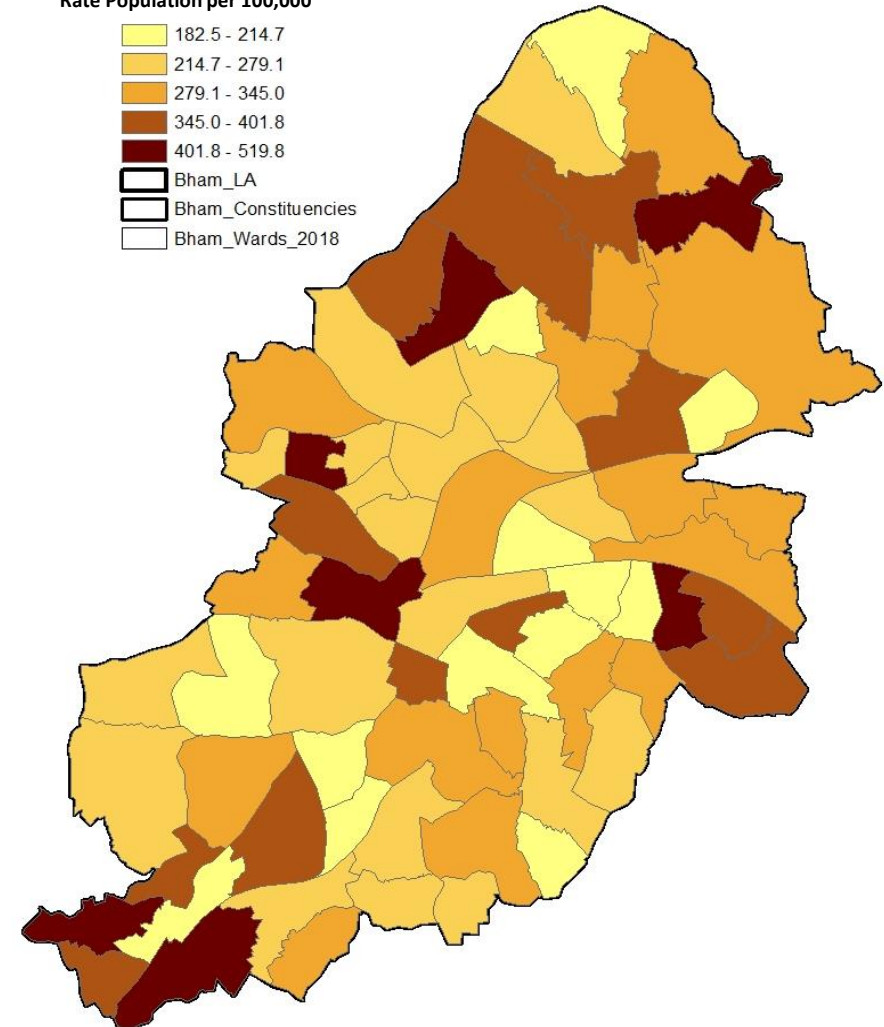 Rate Population per 100,000
182.5 - 214.7
214.7 - 279.1
279.1 - 345.0
345.0 - 401.8
401.8 - 519.8
Bham_LA
Bham_Constituencies
Bham_Wards_2018